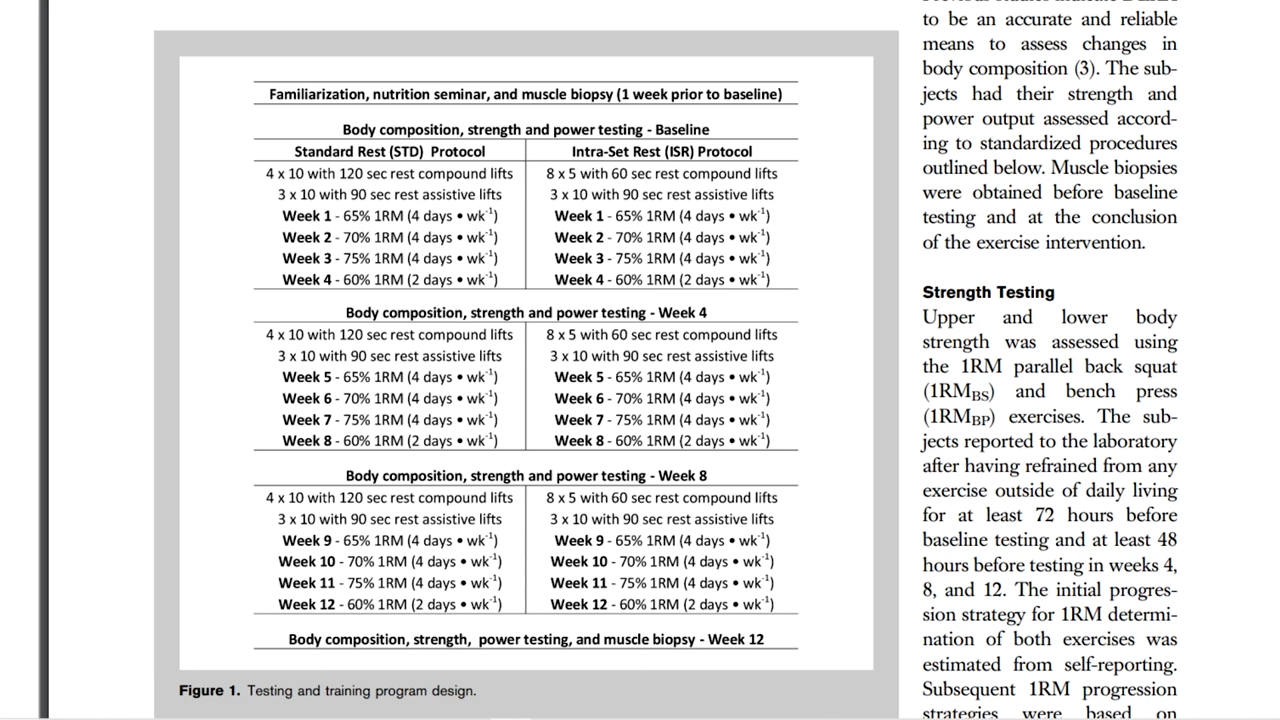 Familiarization, nutrition seminar, and muscle biopsy (1 week prior to baseline)
Body composition, strength and power testing - Baseline
Standard Rest (STD) Protocol
4 x 10 with 120 sec rest compound lifts
3 x 10 with 90 sec rest assistive lifts
Week 1 - 65% 1RM (4 days • wk⁻¹)
Week 2 - 70% 1RM (4 days • wk⁻¹)
Week 3 - 75% 1RM (4 days • wk⁻¹)
Week 4 - 60% 1RM (2 days • wk⁻¹)
Intra-Set Rest (ISR) Protocol
8 x 5 with 60 sec rest compound lifts
3 x 10 with 90 sec rest assistive lifts
Week 1 - 65% 1RM (4 days • wk⁻¹)
Week 2 - 70% 1RM (4 days • wk⁻¹)
Week 3 - 75% 1RM (4 days • wk⁻¹)
Week 4 - 60% 1RM (2 days • wk⁻¹)
Body composition, strength and power testing - Week 4
4 x 10 with 120 sec rest compound lifts
3 x 10 with 90 sec rest assistive lifts
Week 5 - 65% 1RM (4 days • wk⁻¹)
Week 6 - 70% 1RM (4 days • wk⁻¹)
Week 7 - 75% 1RM (4 days • wk⁻¹)
Week 8 - 60% 1RM (2 days • wk⁻¹)
8 x 5 with 60 sec rest compound lifts
3 x 10 with 90 sec rest assistive lifts
Week 5 - 65% 1RM (4 days • wk⁻¹)
Week 6 - 70% 1RM (4 days • wk⁻¹)
Week 7 - 75% 1RM (4 days • wk⁻¹)
Week 8 - 60% 1RM (2 days • wk⁻¹)
Body composition, strength and power testing - Week 8
4 x 10 with 120 sec rest compound lifts
3 x 10 with 90 sec rest assistive lifts
Week 9 - 65% 1RM (4 days • wk⁻¹)
Week 10 - 70% 1RM (4 days • wk⁻¹)
Week 11 - 75% 1RM (4 days • wk⁻¹)
Week 12 - 60% 1RM (2 days • wk⁻¹)
8 x 5 with 60 sec rest compound lifts
3 x 10 with 90 sec rest assistive lifts
Week 9 - 65% 1RM (4 days • wk⁻¹)
Week 10 - 70% 1RM (4 days • wk⁻¹)
Week 11 - 75% 1RM (4 days • wk⁻¹)
Week 12 - 60% 1RM (2 days • wk⁻¹)
Body composition, strength, power testing, and muscle biopsy - Week 12
Figure 1. Testing and training program design.
to be an accurate and reliable
means to assess changes in
body composition (3). The sub-
jects had their strength and
power output assessed accord-
ing to standardized procedures
outlined below. Muscle biopsies
were obtained before baseline
testing and at the conclusion
of the exercise intervention.
Strength Testing
Upper and lower body
strength was assessed using
the 1RM parallel back squat
(1RMBS) and bench press
(1RMBP) exercises. The sub-
jects reported to the laboratory
after having refrained from any
exercise outside of daily living
for at least 72 hours before
baseline testing and at least 48
hours before testing in weeks 4,
8, and 12. The initial progres-
sion strategy for 1RM determi-
nation of both exercises was
estimated from self-reporting.
Subsequent 1RM progression
strategies were based on